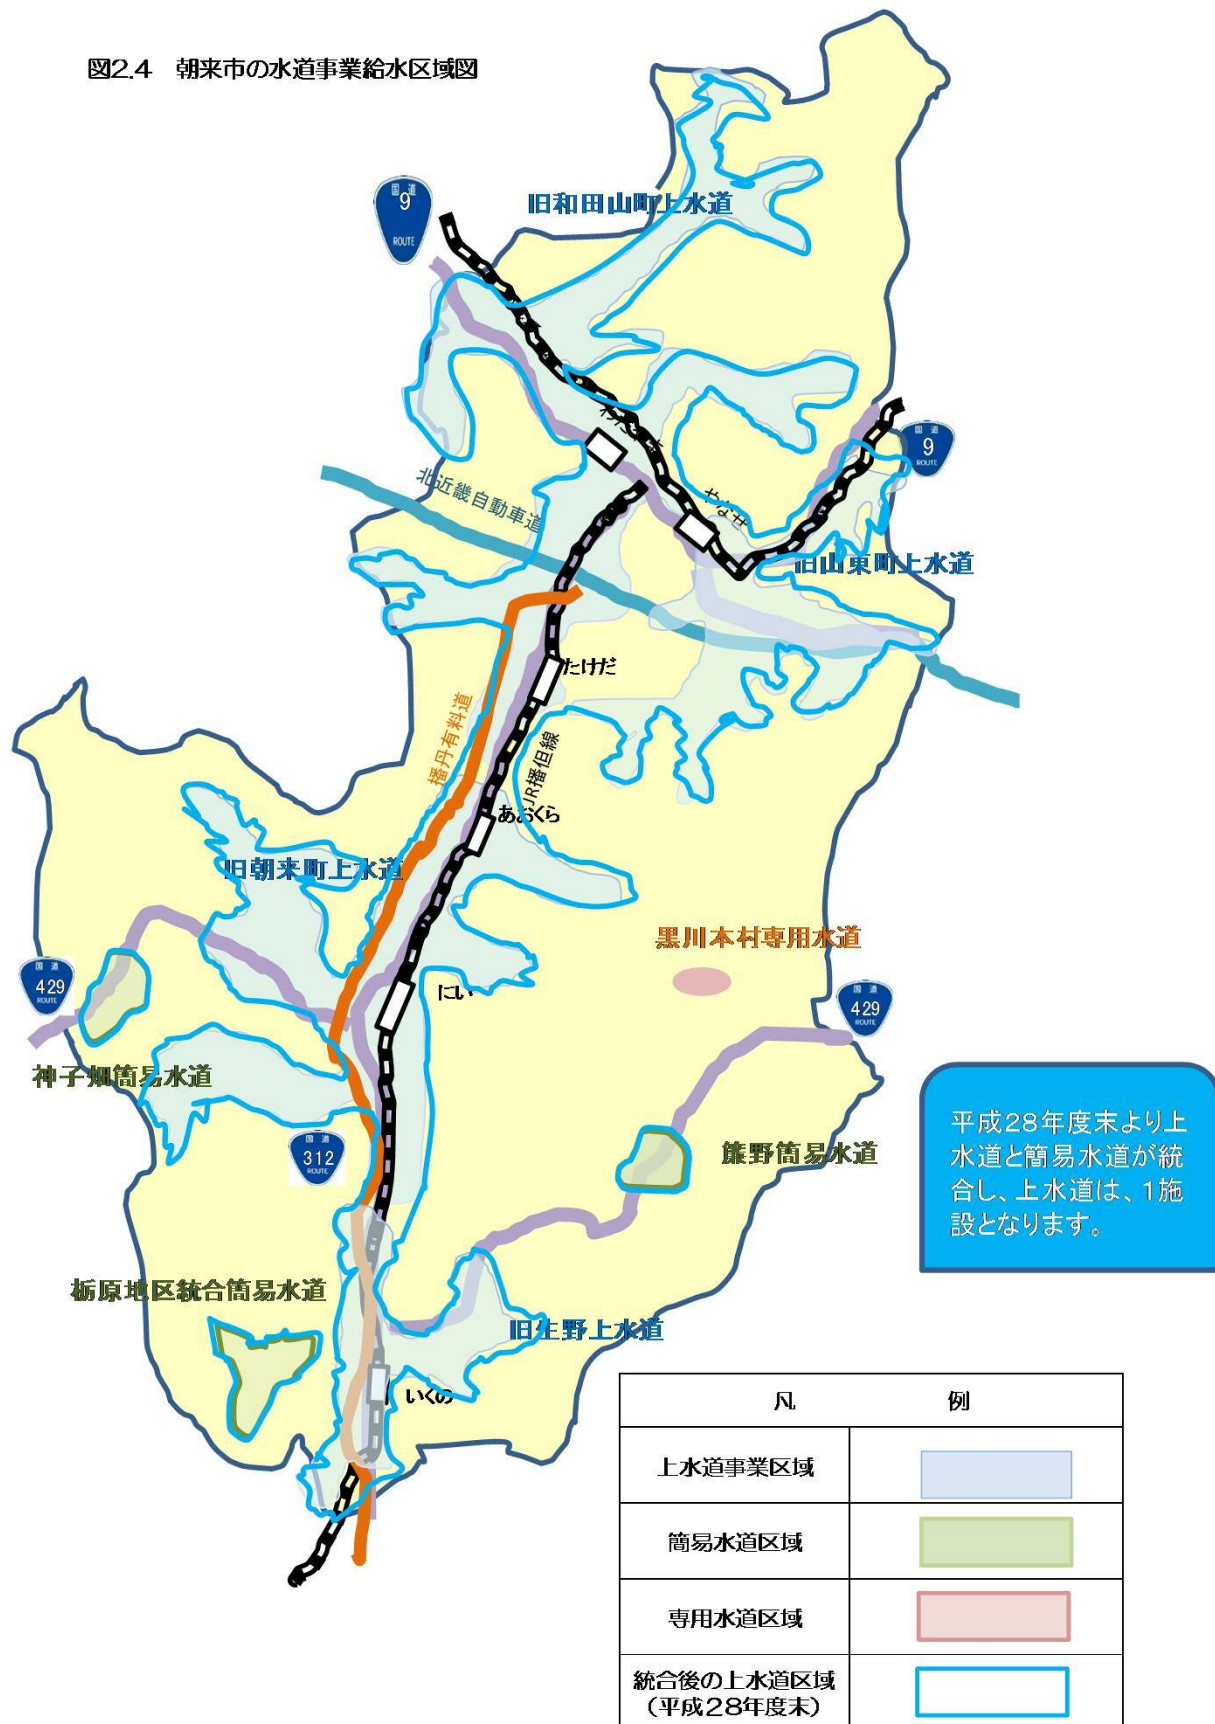 図2.4 朝来市の水道事業給水区域図
国道
9
ROUTE
旧和田山町上水道
国道
9
ROUTE
北近畿自動車道
やなせ
旧山東町上水道
たけだ
播丹有料道
JR播但線
あおくら
旧朝来町上水道
黒川本村専用水道
国道
429
ROUTE
にい
国道
429
ROUTE
神子畑簡易水道
国道
312
ROUTE
簾野簡易水道
平成28年度末より上
水道と簡易水道が統
合し、上水道は、1施
設となります。
栃原地区統合簡易水道
旧生野上水道
いくの
凡 例
上水道事業区域
簡易水道区域
専用水道区域
統合後の上水道区域
(平成28年度末)